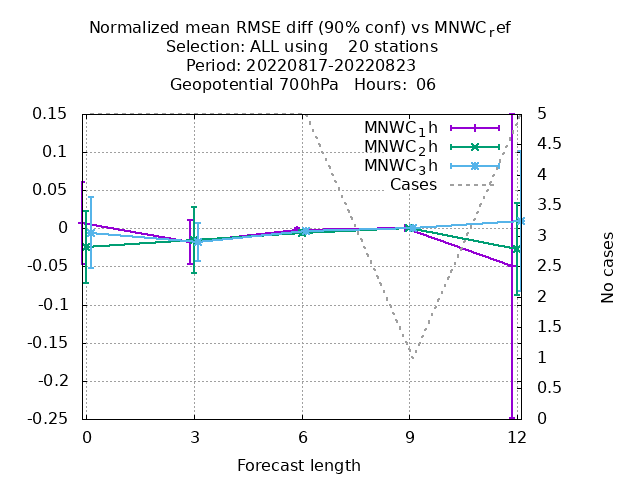 Normalized mean RMSE diff (90% conf) vs MNWC_ref
Selection: ALL using 20 stations
Period: 20220817-20220823
Geopotential 700hPa Hours: 06
MNWC_1h
MNWC_2h
MNWC_3h
Cases
0.15
0.1
0.05
0
-0.05
-0.1
-0.15
-0.2
-0.25
5
4.5
4
3.5
3
2.5
2
1.5
1
0.5
0
No cases
0 3 6 9 12
Forecast length